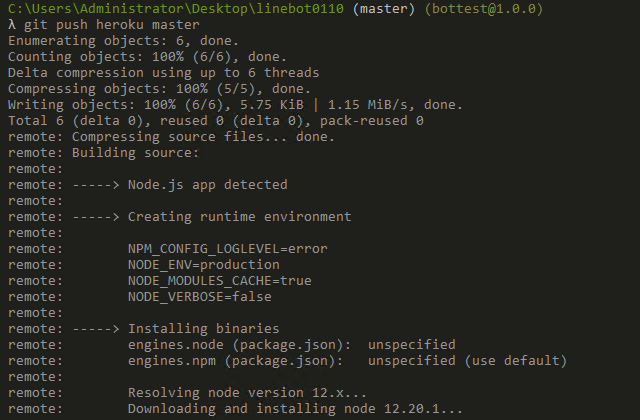 C:\Users\Administrator\Desktop\linebot0110 (master) (bottest@1.0.0)
λ git push heroku master
Enumerating objects: 6, done.
Counting objects: 100% (6/6), done.
Delta compression using up to 6 threads
Compressing objects: 100% (5/5), done.
Writing objects: 100% (6/6), 5.75 KiB | 1.15 MiB/s, done.
Total 6 (delta 0), reused 0 (delta 0), pack-reused 0
remote: Compressing source files... done.
remote: Building source:
remote:
remote: -----> Node.js app detected
remote:
remote: -----> Creating runtime environment
remote:
remote:        NPM_CONFIG_LOGLEVEL=error
remote:        NODE_ENV=production
remote:        NODE_MODULES_CACHE=true
remote:        NODE_VERBOSE=false
remote:
remote: -----> Installing binaries
remote:        engines.node (package.json):  unspecified
remote:        engines.npm (package.json):   unspecified (use default)
remote:
remote:        Resolving node version 12.x...
remote:        Downloading and installing node 12.20.1...